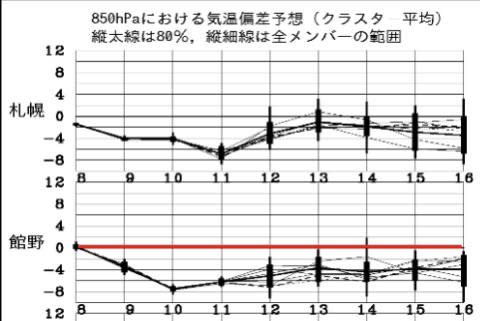 850hPaにおける気温偏差予想（クラスター平均）
縦太線は80%，縦細線は全メンバーの範囲
12
8
4
札幌 0
-4
-8
8 9 10 11 12 13 14 15 16
12
8
4
館野 0
-4
-8
12 8 9 10 11 12 13 14 15 16